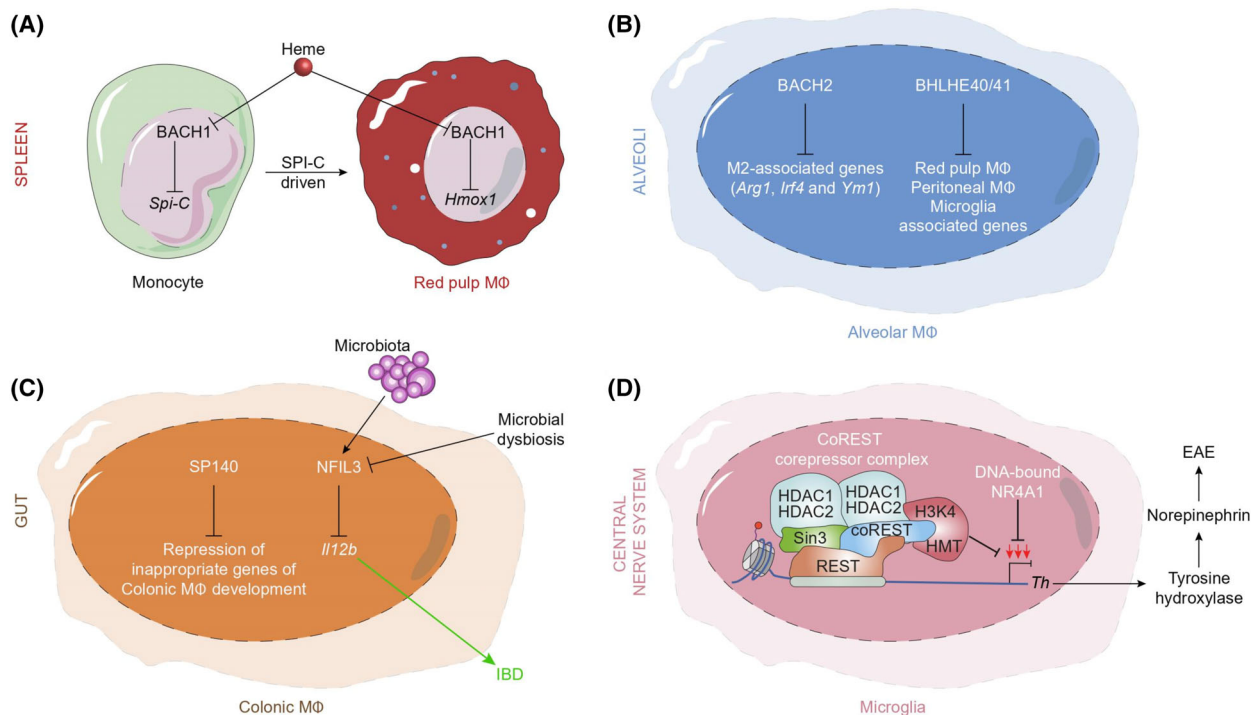 (A)
Heme
SPLEEN
BACH1
Spi-C
SPI-C
driven
BACH1
Hmox1
Monocyte
Red pulp MΦ
(B)
ALVEOLI
BACH2
BHLHE40/41
M2-associated genes
(Arg1, Irf4 and Ym1)
Red pulp MΦ
Peritoneal MΦ
Microglia
associated genes
Alveolar MΦ
(C)
Microbiota
Microbial
dysbiosis
GUT
SP140
NFIL3
Repression of
inappropriate genes of
Colonic MΦ development
Il12b
IBD
Colonic MΦ
(D)
CENTRAL
NERVE SYSTEM
CoREST
corepressor complex
HDAC1
HDAC2
HDAC1
HDAC2
H3K4
HMT
Sin3
coREST
REST
DNA-bound
NR4A1
Th
EAE
Norepinephrin
Tyrosine
hydroxylase
Microglia